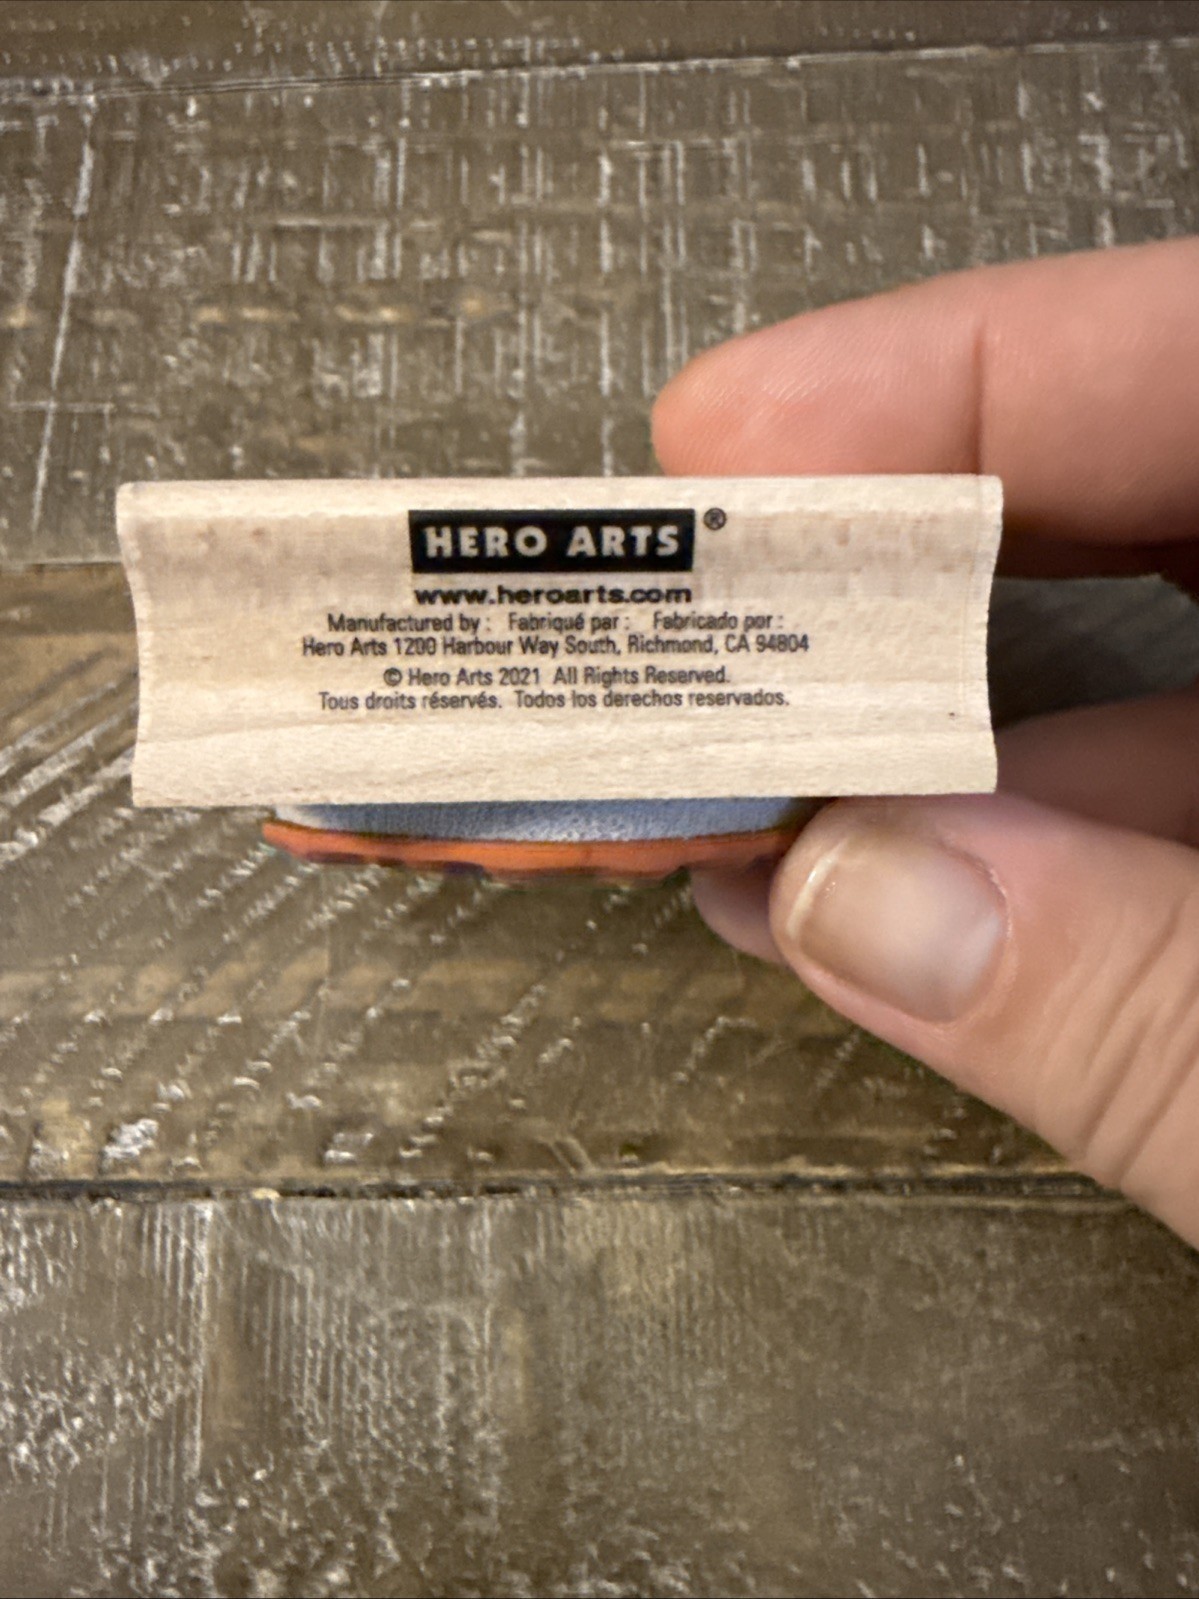 HERO ARTS®
www.heroarts.com
Manufactured by : Fabriqué par : Fabricado por :
Hero Arts 1200 Harbour Way South, Richmond, CA 94804
© Hero Arts 2021 All Rights Reserved.
Tous droits réservés. Todos los derechos reservados.